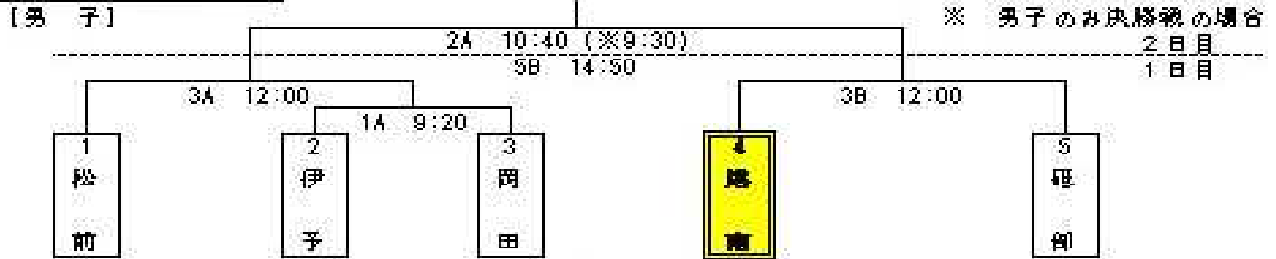 [男 子]
※ 男子のみ決勝戦の場合
2A 10:40 (※9:30)
2日目
5B 14:50
1日目
3A 12:00
3B 12:00
1A 9:20
1 松前
2 伊予
3 岡田
4 港南
5 砥部